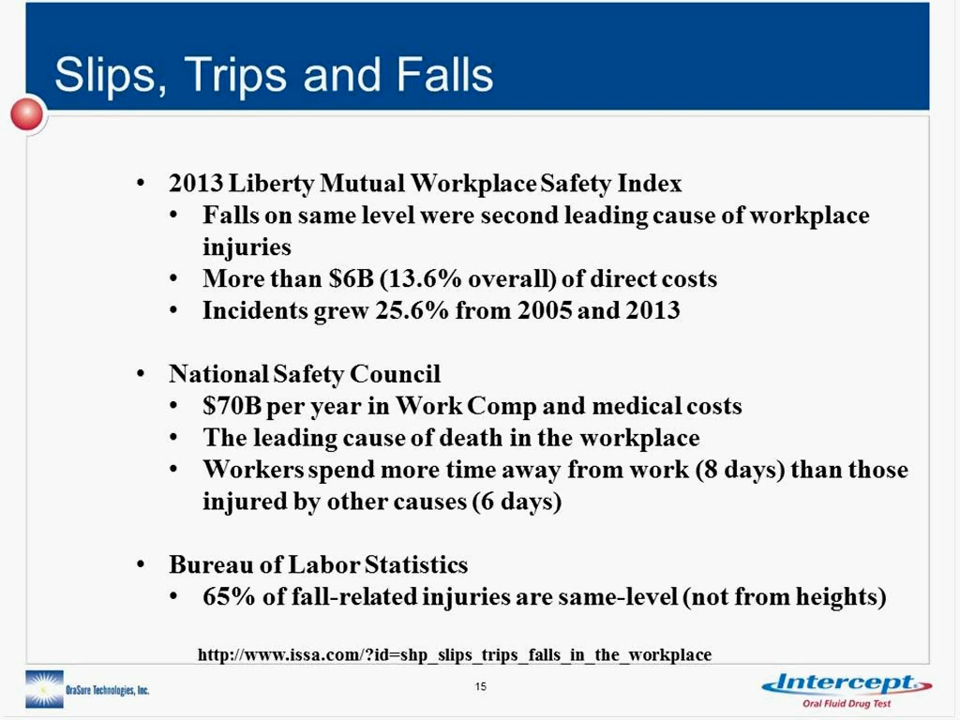 Slips, Trips and Falls
• 2013 Liberty Mutual Workplace Safety Index
• Falls on same level were second leading cause of workplace
injuries
• More than $6B (13.6% overall) of direct costs
• Incidents grew 25.6% from 2005 and 2013
• National Safety Council
• $70B per year in Work Comp and medical costs
• The leading cause of death in the workplace
• Workers spend more time away from work (8 days) than those
injured by other causes (6 days)
• Bureau of Labor Statistics
• 65% of fall-related injuries are same-level (not from heights)
http://www.issa.com/?id=shp_slips_trips_falls_in_the_workplace
OraSure Technologies, Inc.
15
Intercept®
Oral Fluid Drug Test